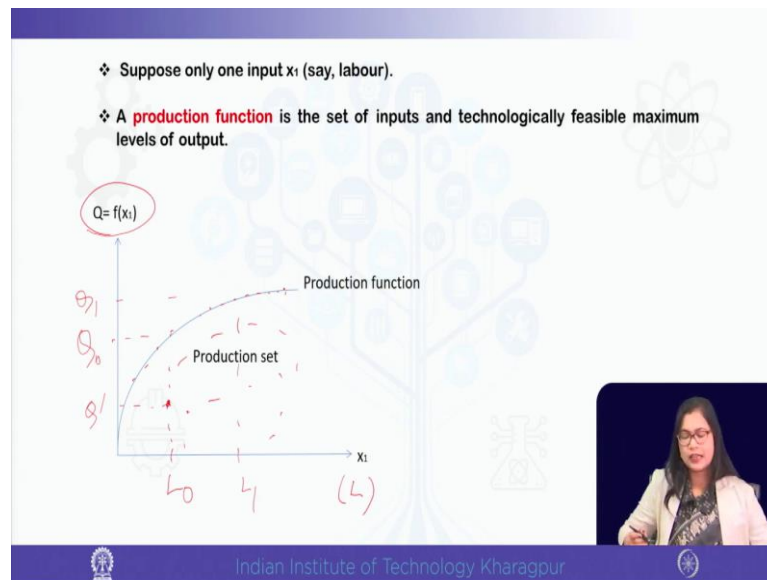 ❖ Suppose only one input x₁ (say, labour).
❖ A production function is the set of inputs and technologically feasible maximum
levels of output.
Q= f(x₁)
Production function
Q₁
Production set
Q₀
Q'
x₁
L₀ L₁ (L)
Indian Institute of Technology Kharagpur